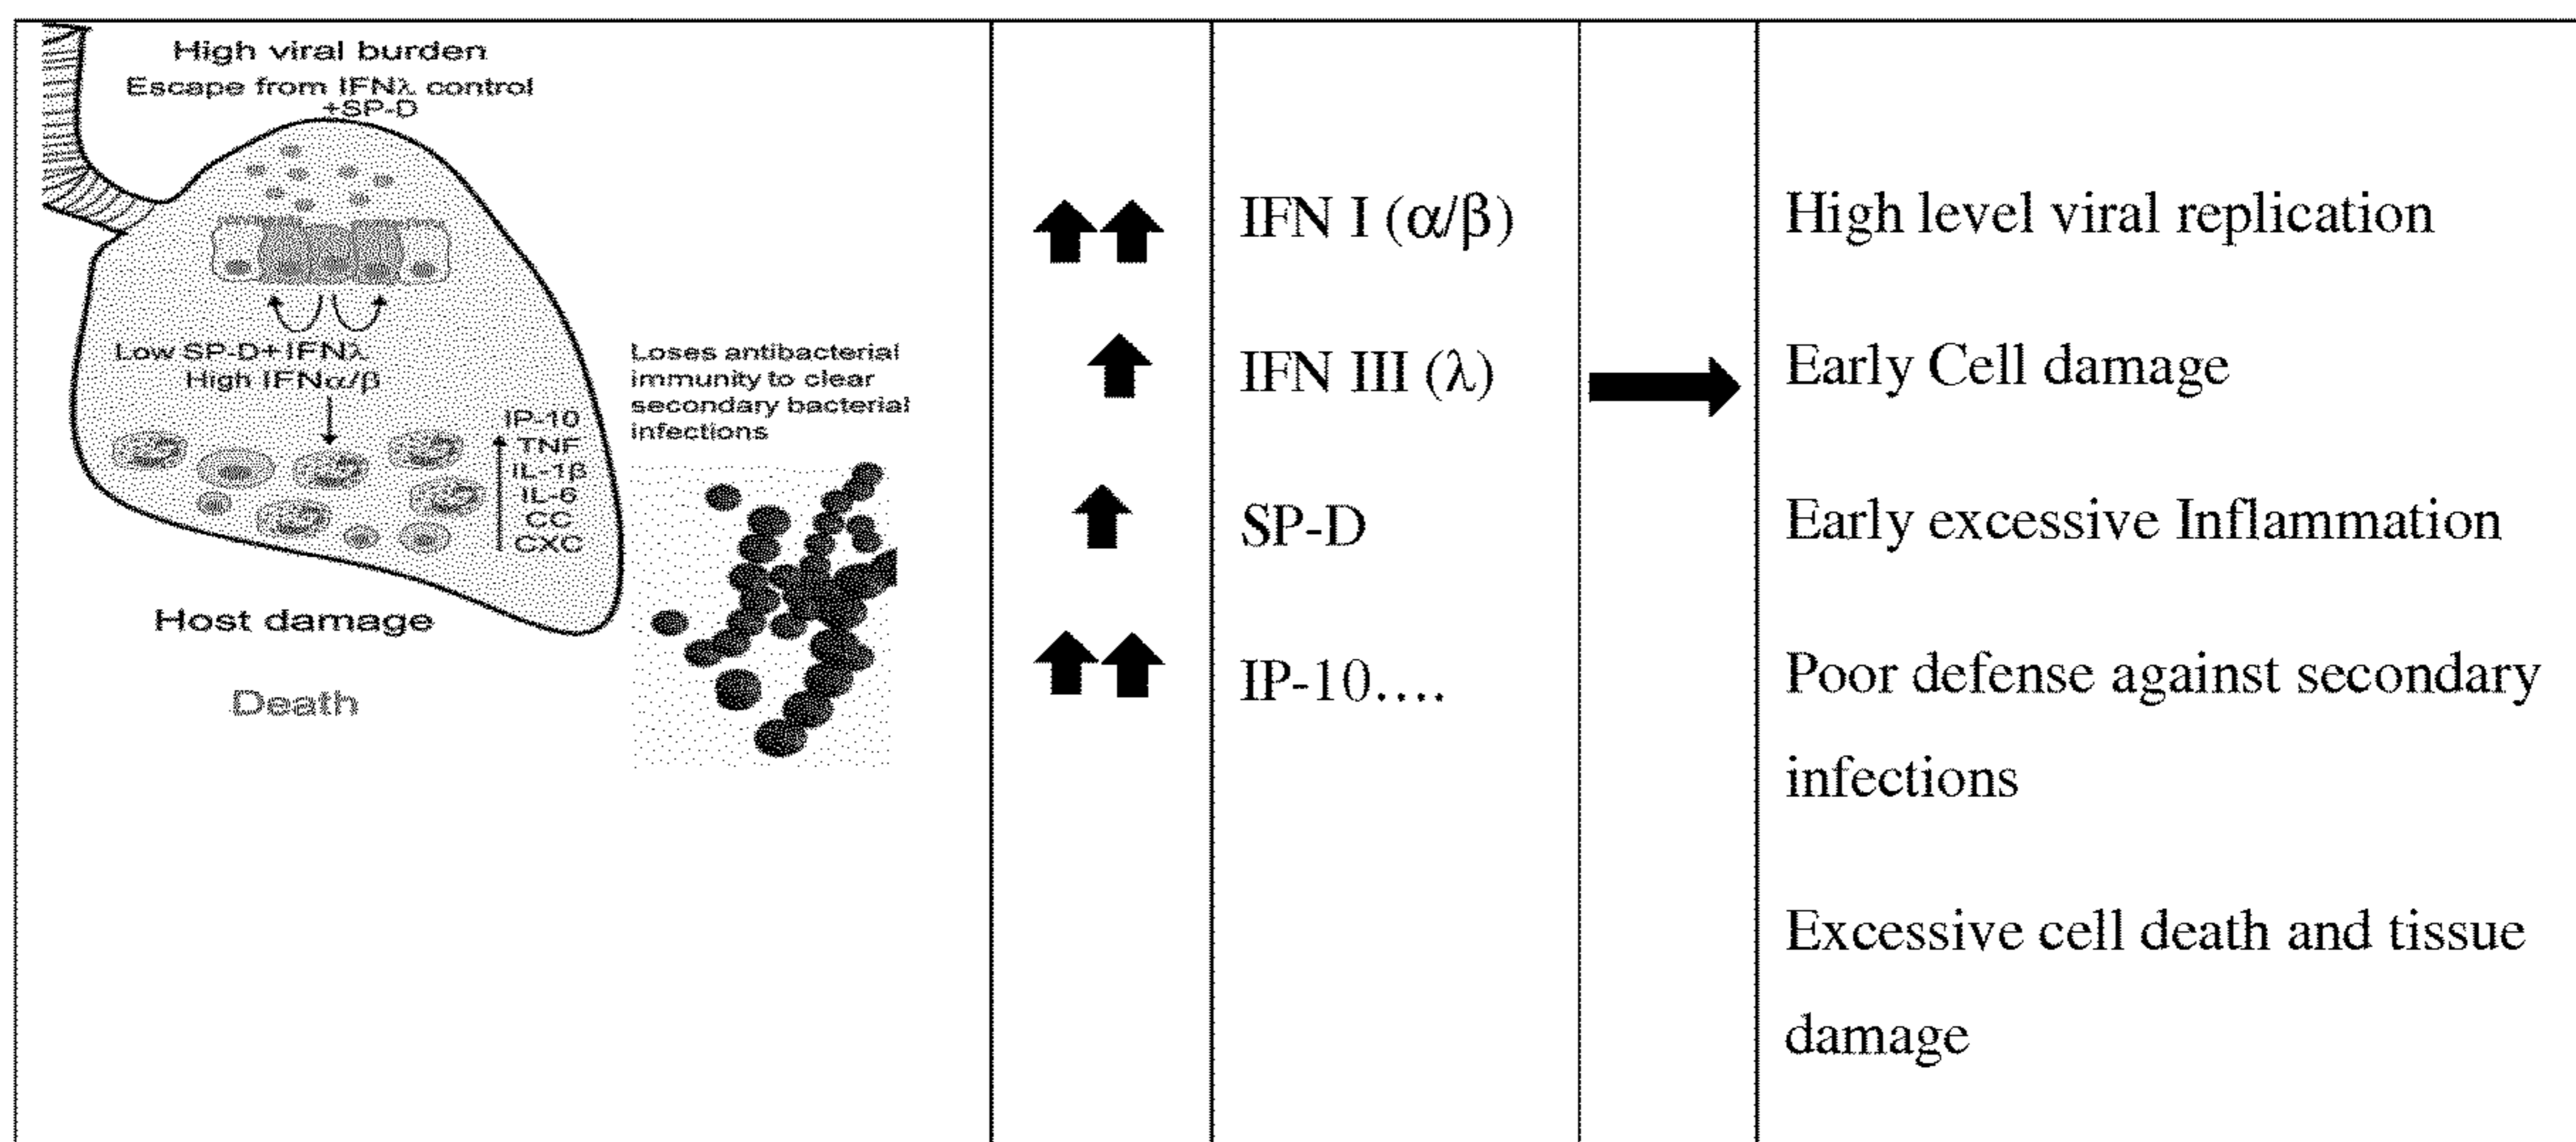 High viral burden
Escape from IFNλ control
+SP-D
Low SP-D+IFNλ
High IFNα/β
IP-10
TNF
IL-1β
IL-6
CC
CXC
Host damage
Death
Loses antibacterial
immunity to clear
secondary bacterial
infections
IFN I (α/β)
IFN III (λ)
SP-D
IP-10....
High level viral replication
Early Cell damage
Early excessive Inflammation
Poor defense against secondary
infections
Excessive cell death and tissue
damage